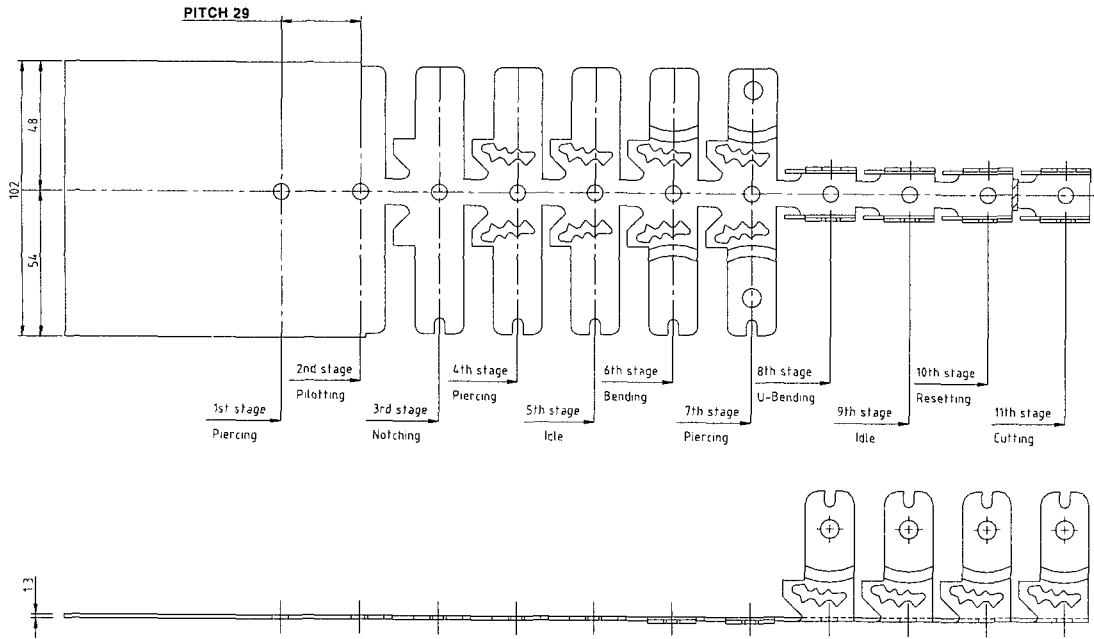 PITCH 29
48
102
54
2nd stage
Pilotting
4th stage
Piercing
6th stage
Bending
8th stage
U-Bending
10th stage
Resetting
1st stage
Piercing
3rd stage
Notching
5th stage
Idle
7th stage
Piercing
9th stage
Idle
11th stage
Cutting
1.3